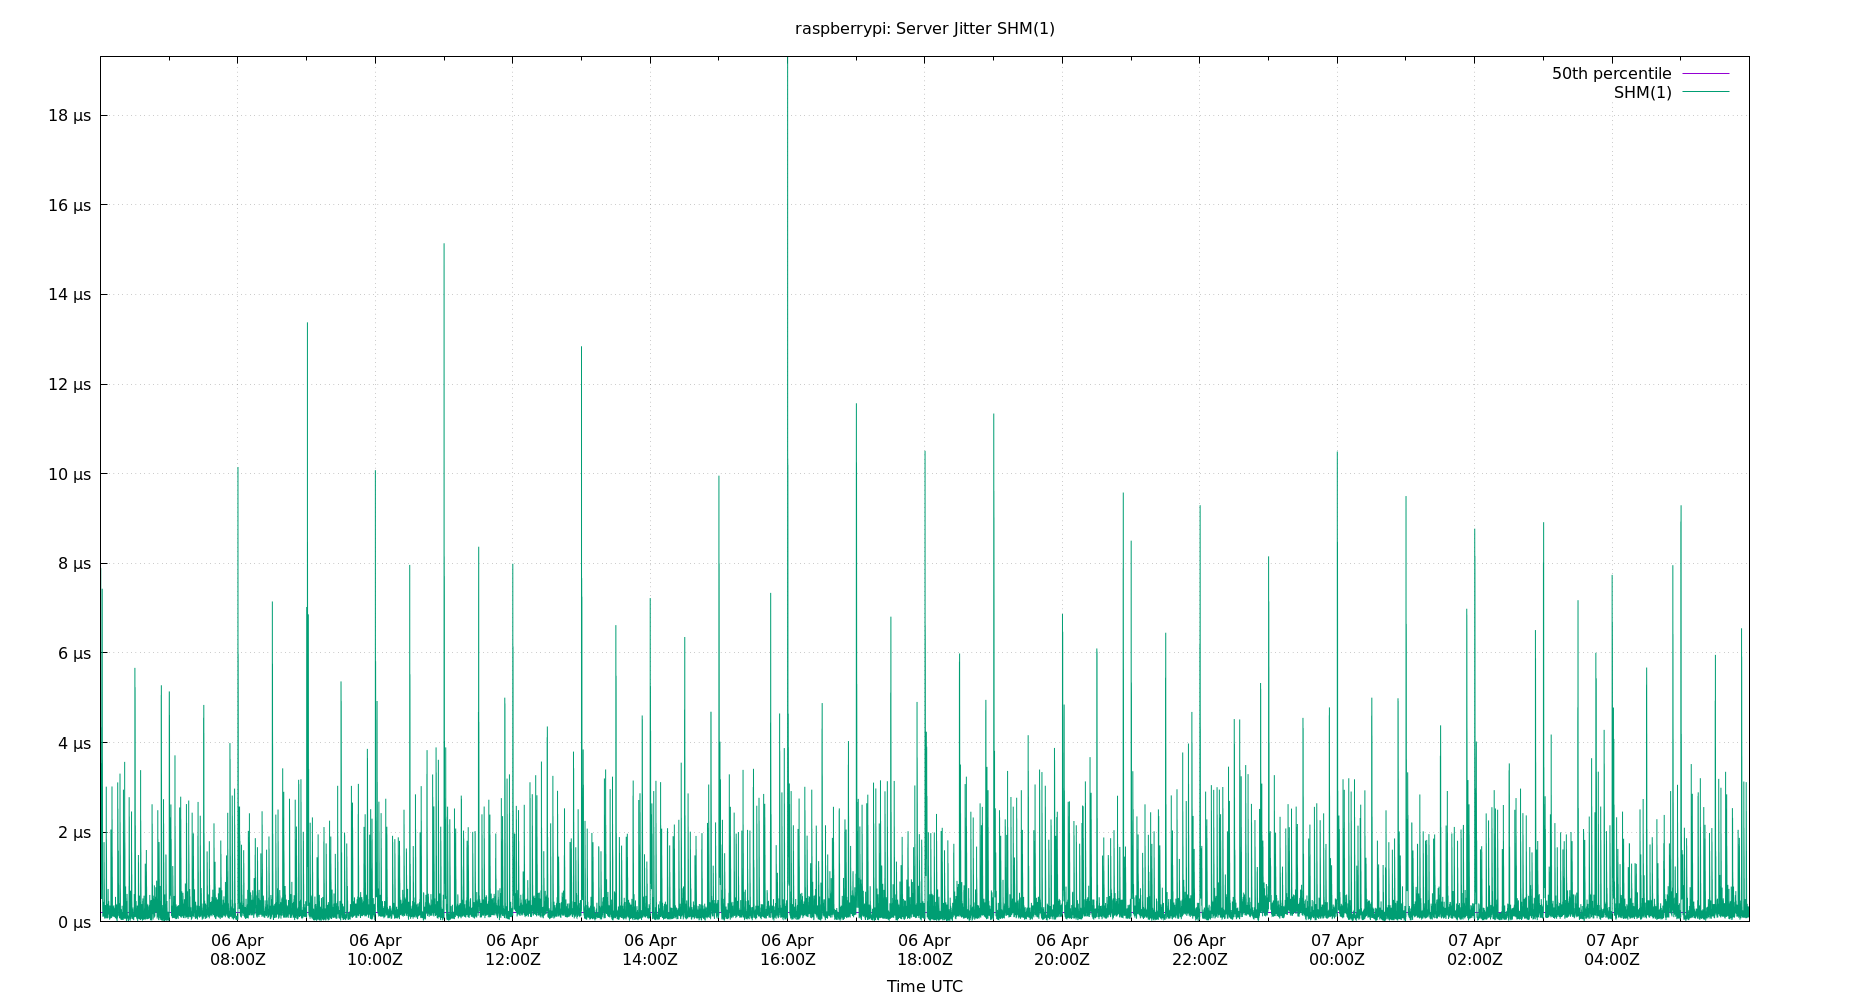 raspberrypi: Server Jitter SHM(1)
50th percentile
SHM(1)
18 µs
16 µs
14 µs
12 µs
10 µs
8 µs
6 µs
4 µs
2 µs
0 µs
06 Apr 06 Apr 06 Apr 06 Apr 06 Apr 06 Apr 06 Apr 06 Apr 07 Apr 07 Apr 07 Apr
08:00Z 10:00Z 12:00Z 14:00Z 16:00Z 18:00Z 20:00Z 22:00Z 00:00Z 02:00Z 04:00Z
Time UTC